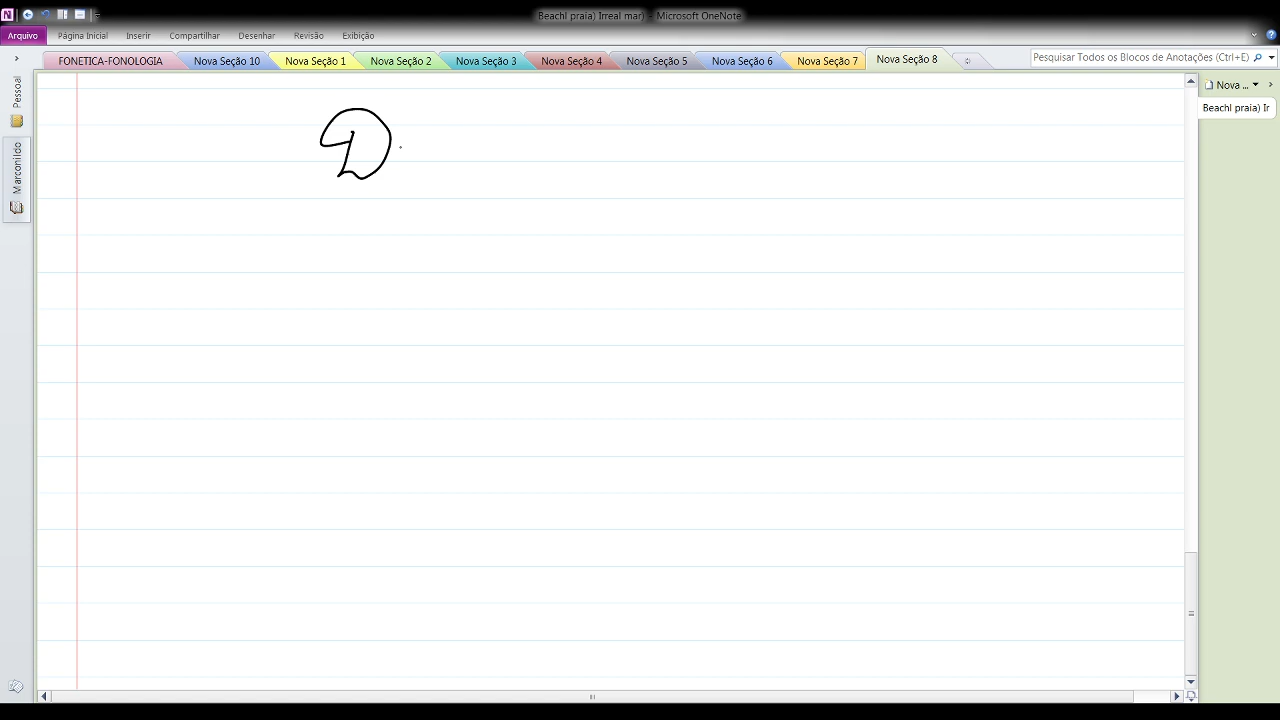 Beachl praia) Irreal mar) - Microsoft OneNote
Arquivo Página Inicial Inserir Compartilhar Desenhar Revisão Exibição
FONETICA-FONOLOGIA Nova Seção 10 Nova Seção 1 Nova Seção 2 Nova Seção 3 Nova Seção 4 Nova Seção 5 Nova Seção 6 Nova Seção 7 Nova Seção 8 Pesquisar Todos os Blocos de Anotações (Ctrl+E)
Pessoal
Marconildo
Nova ...
Beachl praia) Ir
D